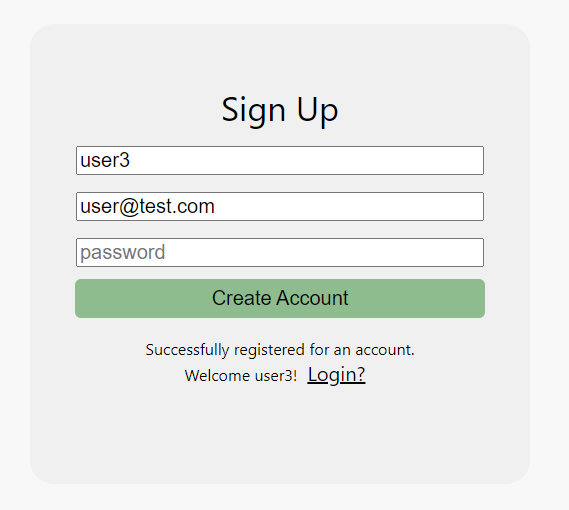 Sign Up
user3
user@test.com
password
Create Account
Successfully registered for an account.
Welcome user3! Login?